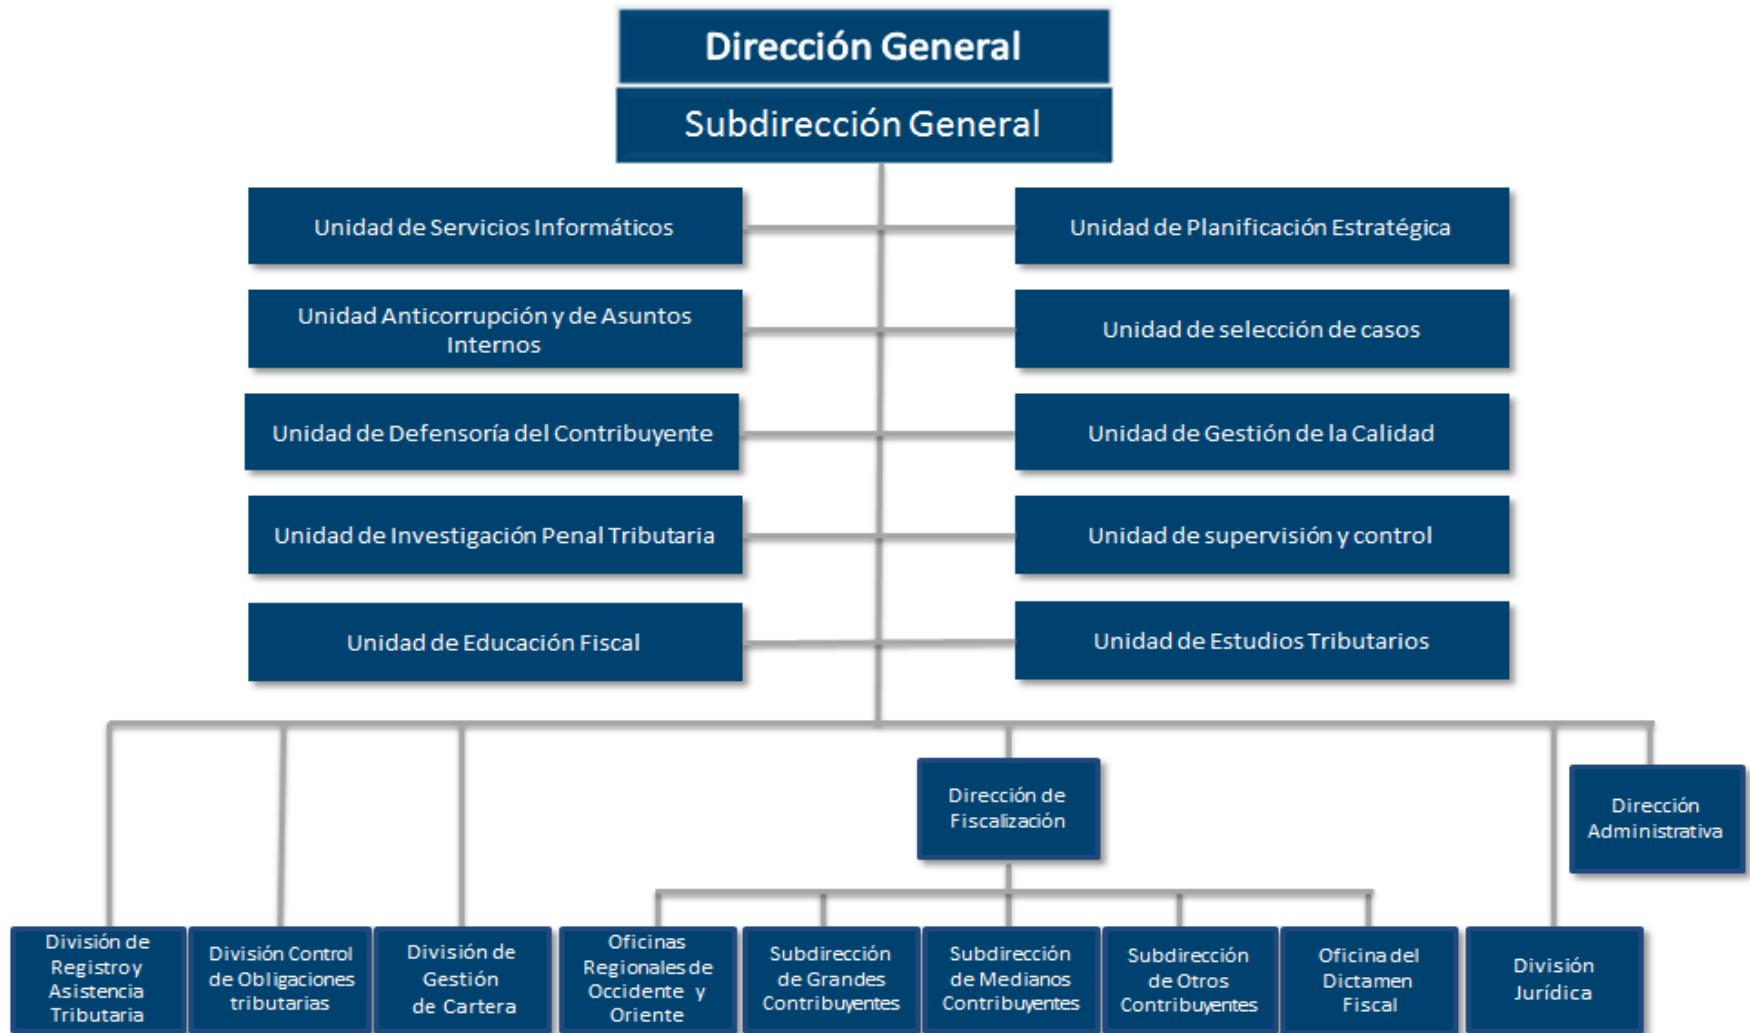 Dirección General
Subdirección General
Unidad de Servicios Informáticos
Unidad de Planificación Estratégica
Unidad Anticorrupción y de Asuntos
Internos
Unidad de selección de casos
Unidad de Defensoría del Contribuyente
Unidad de Gestión de la Calidad
Unidad de Investigación Penal Tributaria
Unidad de supervisión y control
Unidad de Educación Fiscal
Unidad de Estudios Tributarios
Dirección de
Fiscalización
Dirección
Administrativa
División de
Registro y
Asistencia
Tributaria
División Control
de Obligaciones
tributarias
División de
Gestión
de Cartera
Oficinas
Regionales de
Occidente y
Oriente
Subdirección
de Grandes
Contribuyentes
Subdirección
de Medianos
Contribuyentes
Subdirección
de Otros
Contribuyentes
Oficina del
Dictamen
Fiscal
División
Jurídica